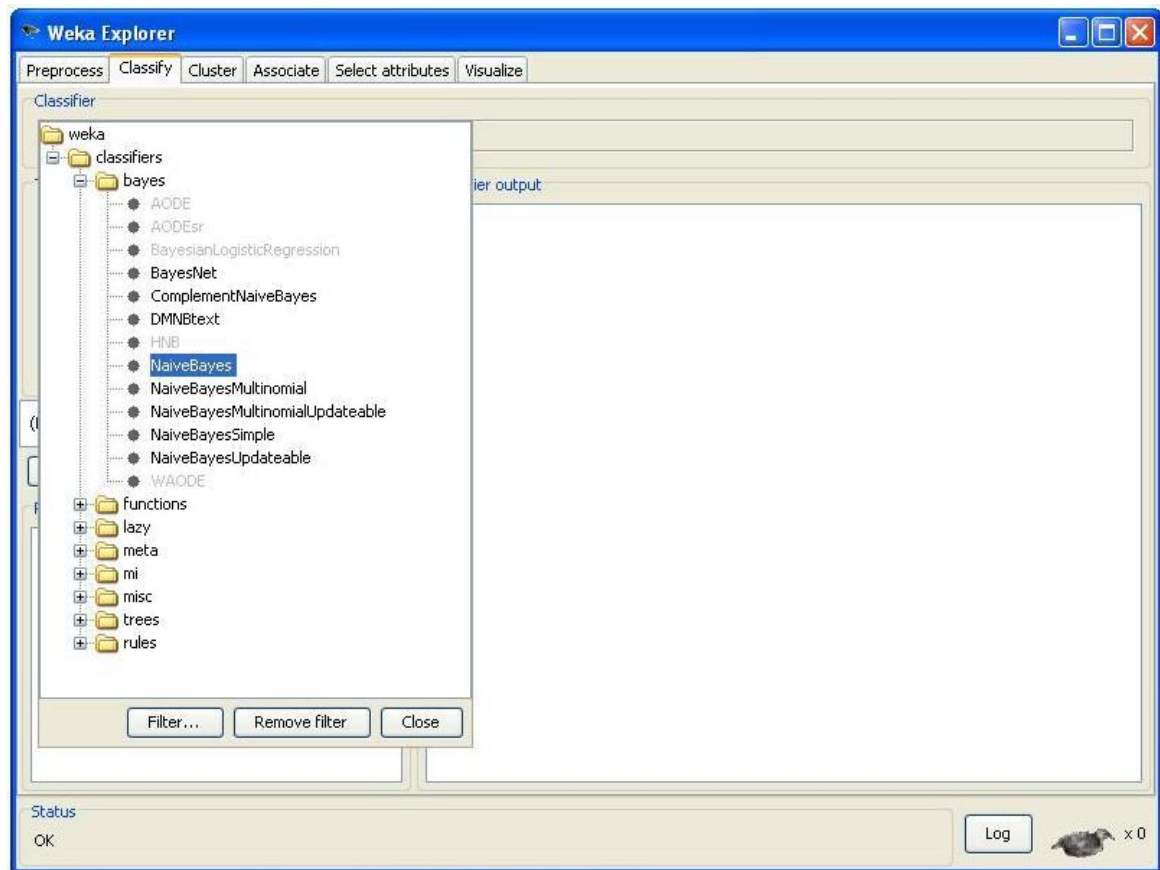 Weka Explorer
Preprocess Classify Cluster Associate Select attributes Visualize
Classifier
weka
classifiers
bayes
ier output
AODE
AODEsr
BayesianLogisticRegression
BayesNet
ComplementNaiveBayes
DMNBtext
HNB
NaiveBayes
NaiveBayesMultinomial
NaiveBayesMultinomialUpdateable
NaiveBayesSimple
NaiveBayesUpdateable
WAODE
functions
lazy
meta
mi
misc
trees
rules
Filter... Remove filter Close
Status
OK
Log x 0